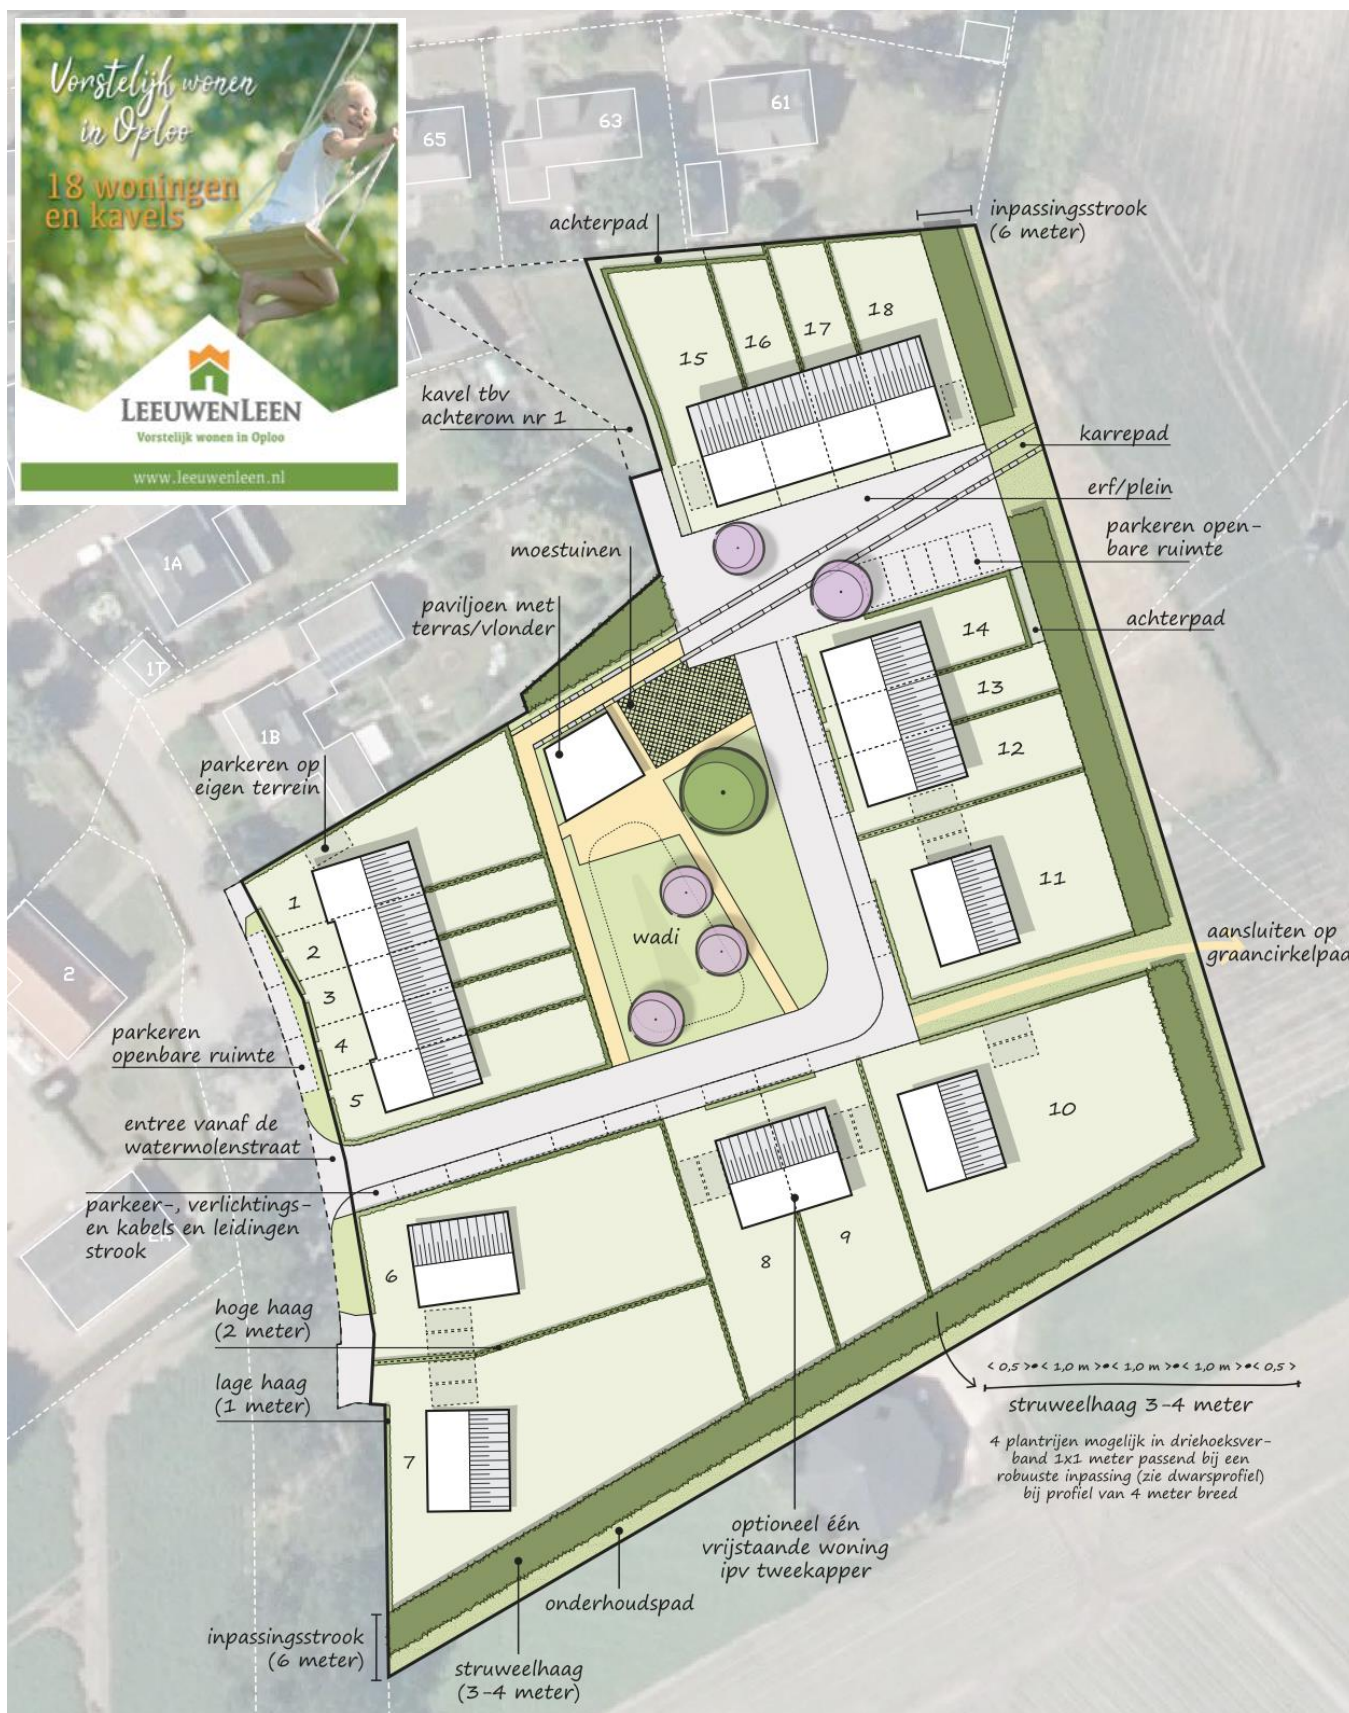 Vorstelijk wonen
in Oploo
18 woningen
en kavels
LEEUWENLEEN
Vorstelijk wonen in Oploo
www.leeuwenleen.nl
65
63
61
achterpad
inpassingsstrook
(6 meter)
15
16
17
18
kavel tbv
achterom nr 1
karrepad
erf/plein
parkeren open-
bare ruimte
moestuinen
paviljoen met
terras/vlonder
achterpad
1A
1T
1B
14
13
12
11
parkeren op
eigen terrein
1
2
3
4
5
2
wadi
aansluiten op
graancirkelpad
parkeren
openbare ruimte
entree vanaf de
watermolenstraat
parkeer-, verlichtings-
en kabels en leidingen
strook
10
6
8
9
hoge haag
(2 meter)
lage haag
(1 meter)
7
< 0,5 >•< 1,0 m >•< 1,0 m >•< 1,0 m >•< 0,5 >
struweelhaag 3-4 meter
4 plantrijen mogelijk in driehoeksver-
band 1x1 meter passend bij een
robuuste inpassing (zie dwarsprofiel)
bij profiel van 4 meter breed
optioneel één
vrijstaande woning
ipv tweekapper
onderhoudspad
inpassingsstrook
(6 meter)
struweelhaag
(3-4 meter)